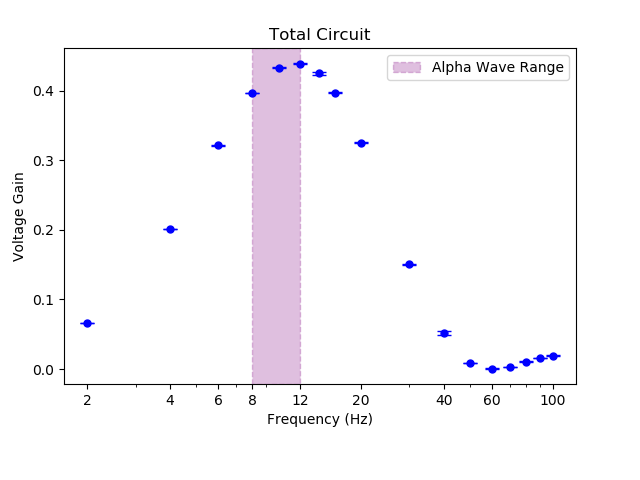 Total Circuit
Alpha Wave Range
Voltage Gain
0.4
0.3
0.2
0.1
0.0
2 4 6 8 12 20 40 60 100
Frequency (Hz)